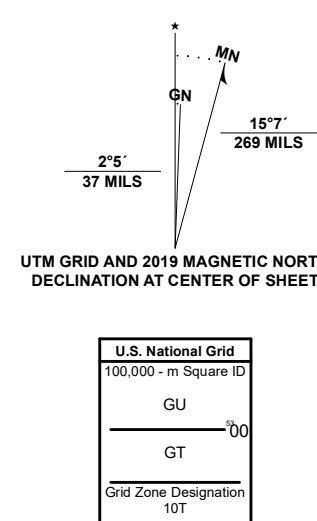 ★
MN
GN
15°7´
269 MILS
2°5´
37 MILS
UTM GRID AND 2019 MAGNETIC NORT
DECLINATION AT CENTER OF SHEET
U.S. National Grid
100,000 - m Square ID
GU
5300
GT
Grid Zone Designation
10T